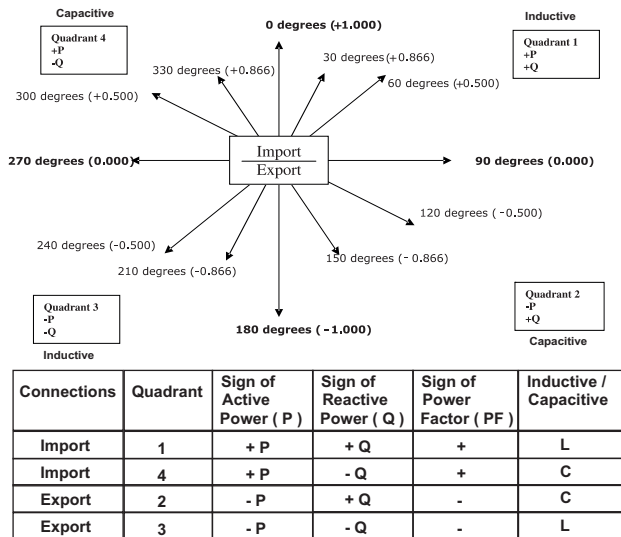 Capacitive
Inductive
0 degrees (+1.000)
Quadrant 4
+P
-Q
Quadrant 1
+P
+Q
330 degrees (+0.866)
30 degrees (+0.866)
60 degrees (+0.500)
300 degrees (+0.500)
270 degrees (0.000)
Import
Export
90 degrees (0.000)
120 degrees (-0.500)
240 degrees (-0.500)
210 degrees (-0.866)
150 degrees (- 0.866)
Quadrant 3
-P
-Q
Inductive
180 degrees (-1.000)
Quadrant 2
-P
+Q
Capacitive
Connections Quadrant Sign of Active Power ( P ) Sign of Reactive Power ( Q ) Sign of Power Factor ( PF ) Inductive / Capacitive
Import 1 + P + Q + L
Import 4 + P - Q + C
Export 2 - P + Q - C
Export 3 - P - Q - L